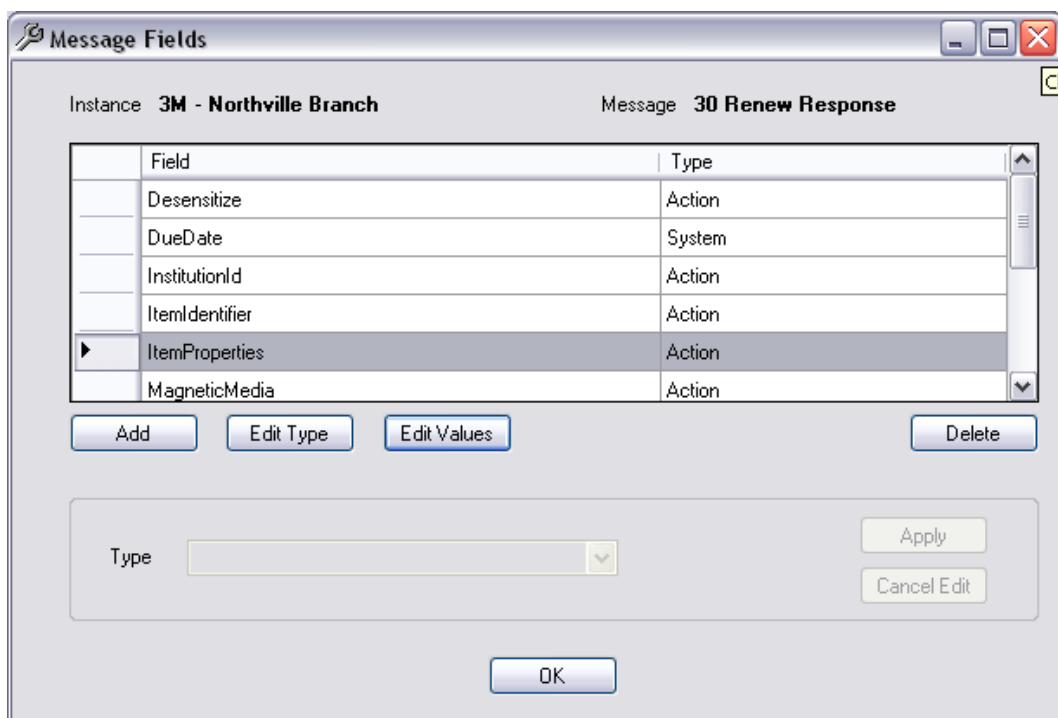 Message Fields
Instance 3M - Northville Branch Message 30 Renew Response
Field Type
Desensitize Action
DueDate System
InstitutionId Action
ItemIdentifier Action
ItemProperties Action
MagneticMedia Action
Add Edit Type Edit Values Delete
Type
Apply
Cancel Edit
OK